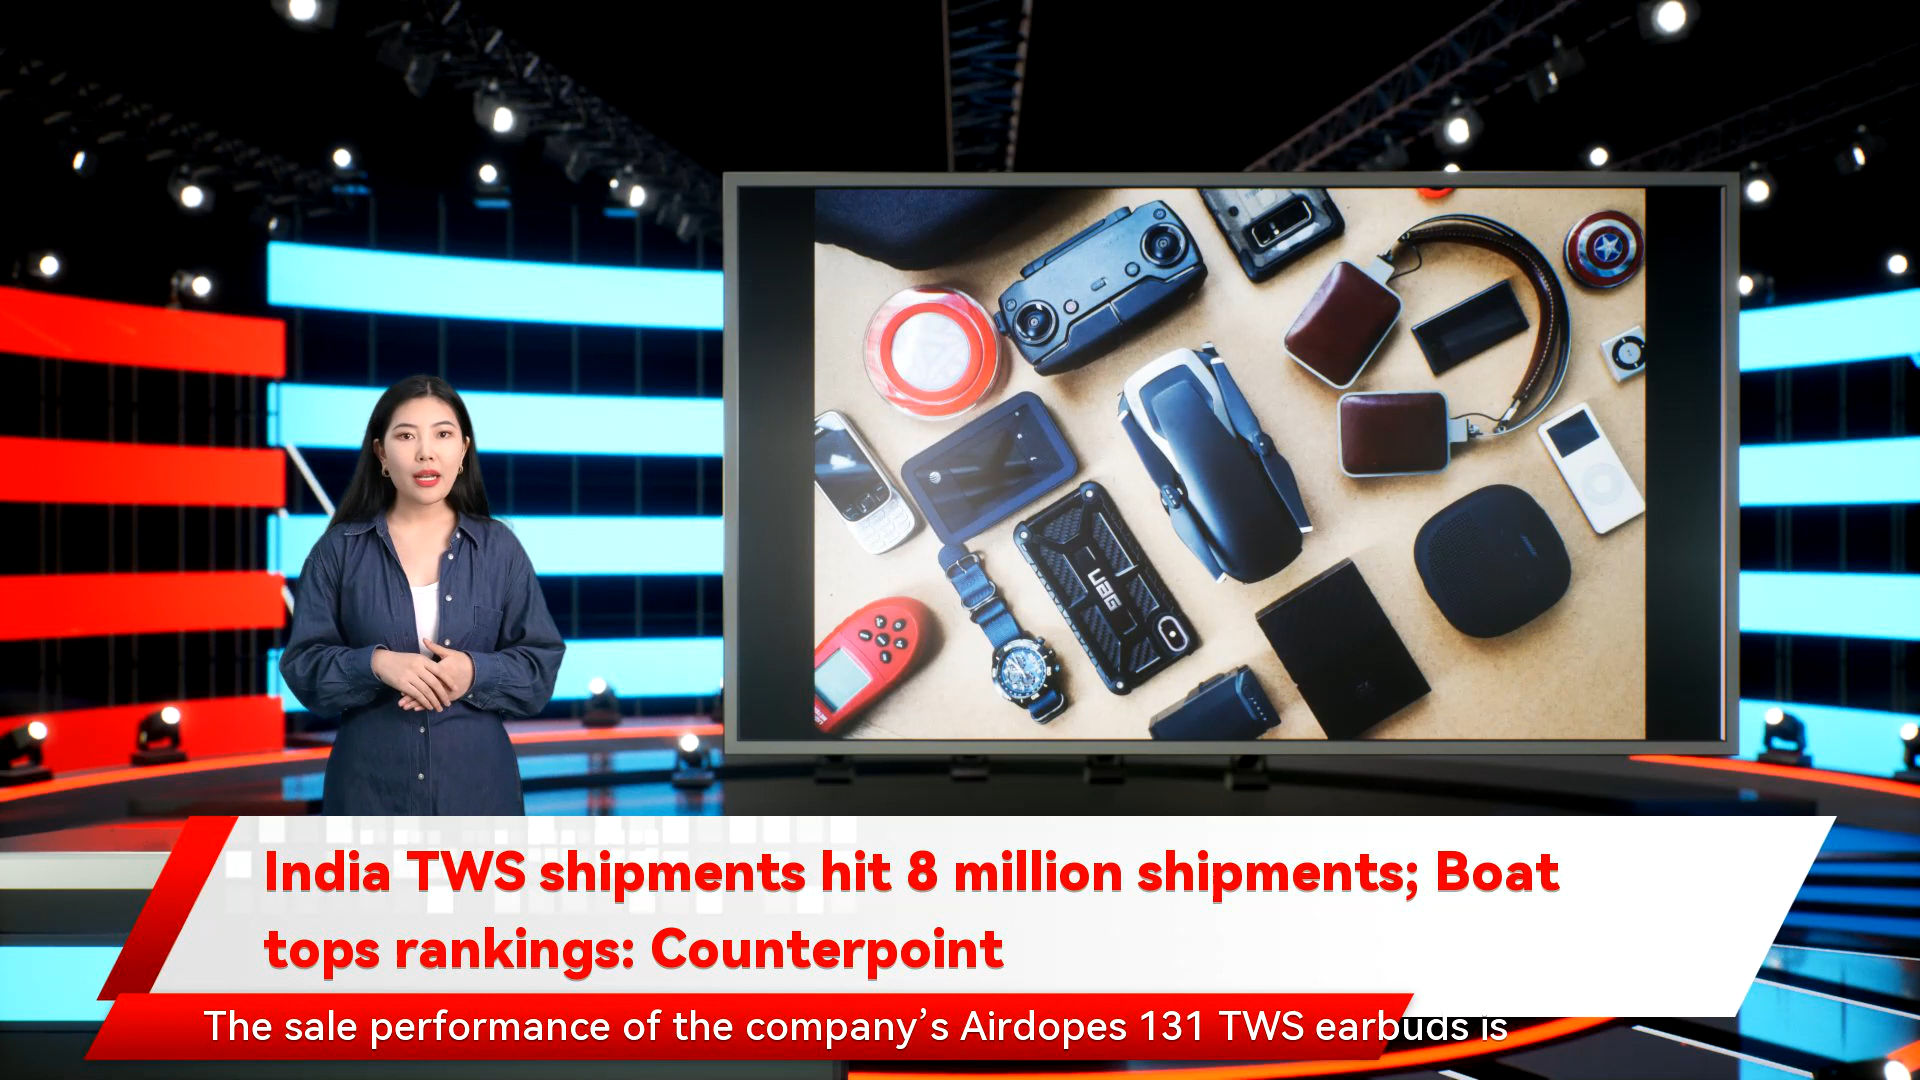 UAG
India TWS shipments hit 8 million shipments; Boat
tops rankings: Counterpoint
The sale performance of the company’s Airdopes 131 TWS earbuds is